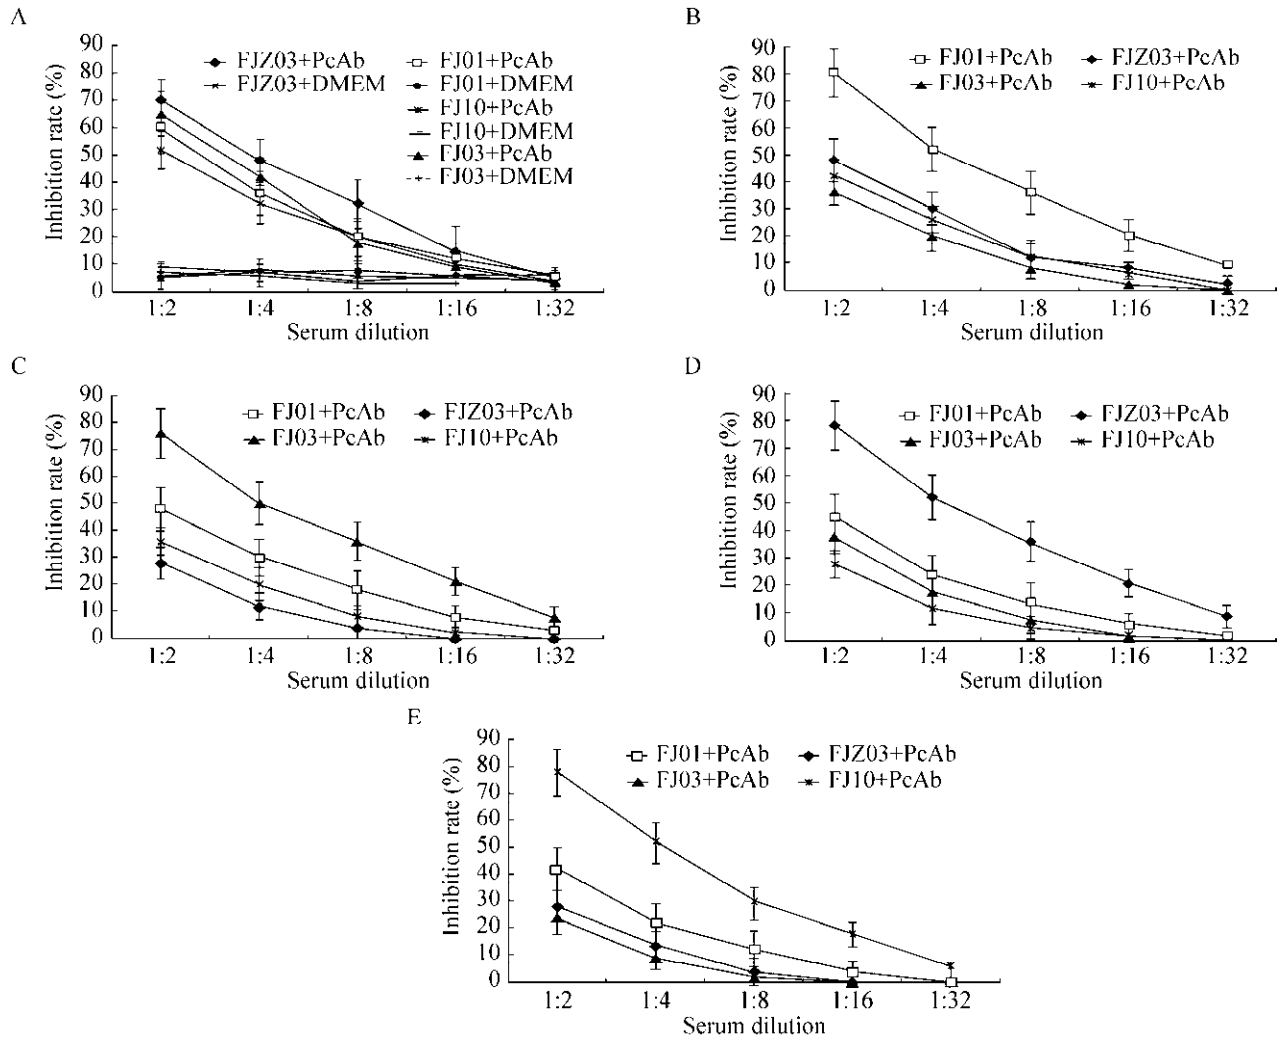 A
Inhibition rate (%)
90
80
70
60
50
40
30
20
10
0
FJZ03+PcAb
FJ01+PcAb
FJZ03+DMEM
FJ01+DMEM
FJ10+PcAb
FJ10+DMEM
FJ03+PcAb
FJ03+DMEM
1:2 1:4 1:8 1:16 1:32
Serum dilution
B
Inhibition rate (%)
90
80
70
60
50
40
30
20
10
0
FJ01+PcAb FJZ03+PcAb
FJ03+PcAb FJ10+PcAb
1:2 1:4 1:8 1:16 1:32
Serum dilution
C
Inhibition rate (%)
90
80
70
60
50
40
30
20
10
0
FJ01+PcAb FJZ03+PcAb
FJ03+PcAb FJ10+PcAb
1:2 1:4 1:8 1:16 1:32
Serum dilution
D
Inhibition rate (%)
90
80
70
60
50
40
30
20
10
0
FJ01+PcAb FJZ03+PcAb
FJ03+PcAb FJ10+PcAb
1:2 1:4 1:8 1:16 1:32
Serum dilution
E
Inhibition rate (%)
90
80
70
60
50
40
30
20
10
0
FJ01+PcAb FJZ03+PcAb
FJ03+PcAb FJ10+PcAb
1:2 1:4 1:8 1:16 1:32
Serum dilution